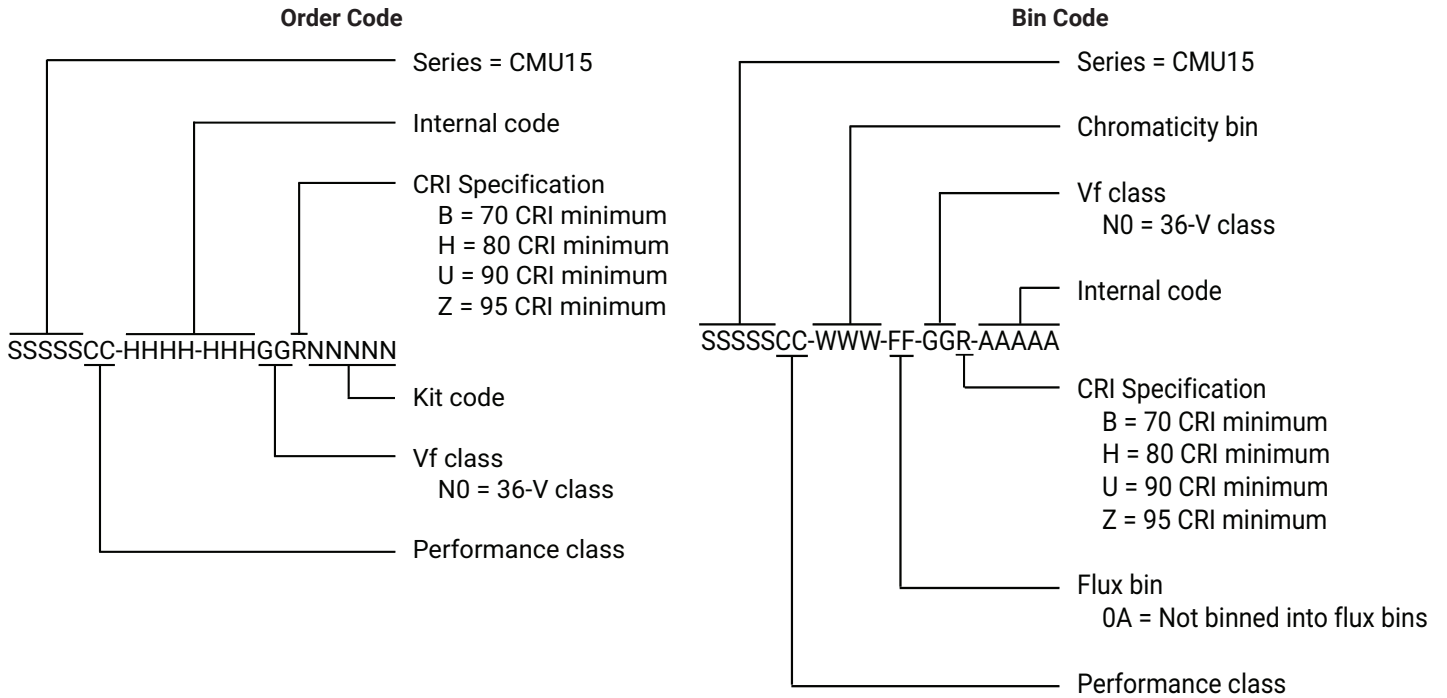 Order Code
Series = CMU15
Internal code
CRI Specification
B = 70 CRI minimum
H = 80 CRI minimum
U = 90 CRI minimum
Z = 95 CRI minimum
SSSSSCC-HHHH-HHHGGRNNNNN
Kit code
Vf class
N0 = 36-V class
Performance class
Bin Code
Series = CMU15
Chromaticity bin
Vf class
N0 = 36-V class
Internal code
SSSSSCC-WWW-FF-GGR-AAAAA
CRI Specification
B = 70 CRI minimum
H = 80 CRI minimum
U = 90 CRI minimum
Z = 95 CRI minimum
Flux bin
0A = Not binned into flux bins
Performance class